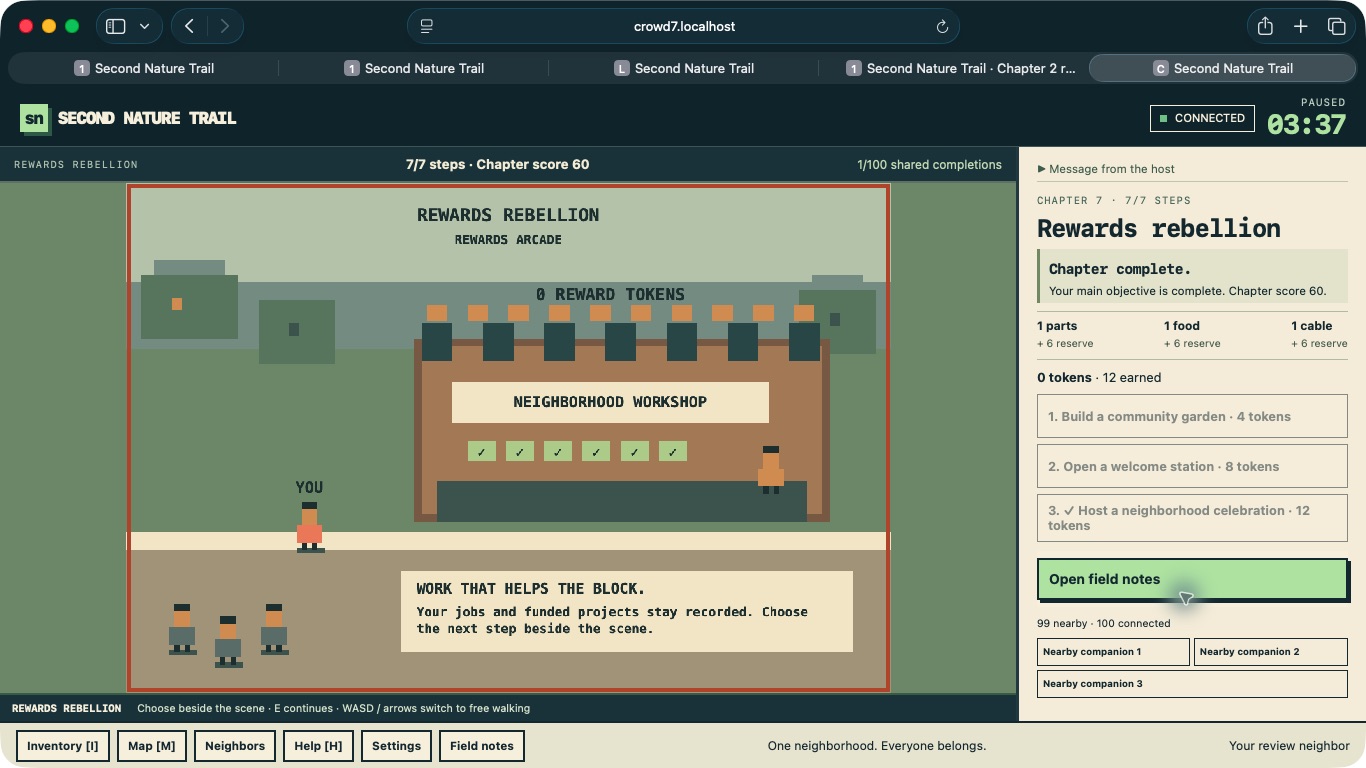 crowd7.localhost
1 Second Nature Trail
1 Second Nature Trail
L Second Nature Trail
1 Second Nature Trail · Chapter 2 r...
C Second Nature Trail
sn SECOND NATURE TRAIL
CONNECTED
PAUSED
03:37
REWARDS REBELLION
7/7 steps · Chapter score 60
1/100 shared completions
REWARDS REBELLION
REWARDS ARCADE
0 REWARD TOKENS
NEIGHBORHOOD WORKSHOP
✓ ✓ ✓ ✓ ✓ ✓
YOU
WORK THAT HELPS THE BLOCK.
Your jobs and funded projects stay recorded. Choose
the next step beside the scene.
REWARDS REBELLION
Choose beside the scene · E continues · WASD / arrows switch to free walking
Message from the host
CHAPTER 7 · 7/7 STEPS
Rewards rebellion
Chapter complete.
Your main objective is complete. Chapter score 60.
1 parts 1 food 1 cable
+ 6 reserve + 6 reserve + 6 reserve
0 tokens · 12 earned
1. Build a community garden · 4 tokens
2. Open a welcome station · 8 tokens
3. ✓ Host a neighborhood celebration · 12
tokens
Open field notes
99 nearby · 100 connected
Nearby companion 1
Nearby companion 2
Nearby companion 3
Inventory [I]
Map [M]
Neighbors
Help [H]
Settings
Field notes
One neighborhood. Everyone belongs.
Your review neighbor